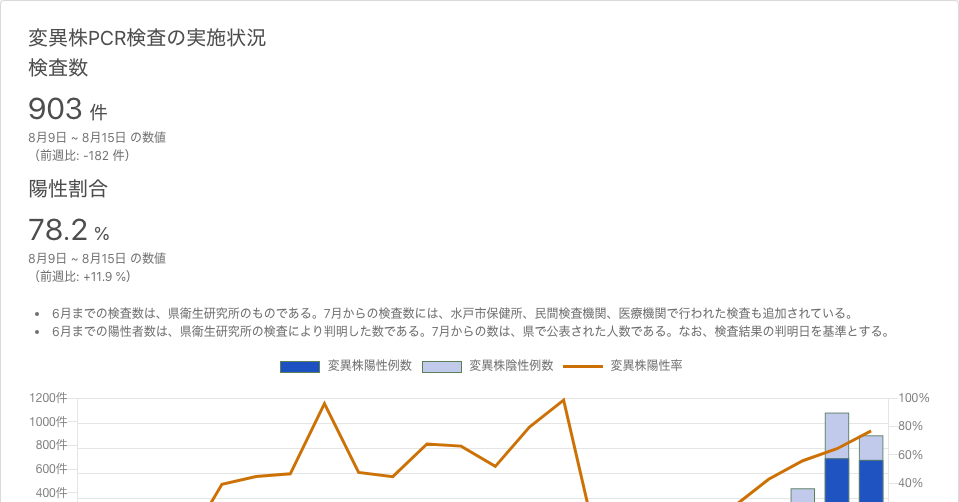 変異株PCR検査の実施状況
検査数
903 件
8月9日 ~ 8月15日 の数値
（前週比: -182 件）
陽性割合
78.2 %
8月9日 ~ 8月15日 の数値
（前週比: +11.9 %）
• 6月までの検査数は、県衛生研究所のものである。7月からの検査数には、水戸市保健所、民間検査機関、医療機関で行われた検査も追加されている。
• 6月までの陽性者数は、県衛生研究所の検査により判明した数である。7月からの数は、県で公表された人数である。なお、検査結果の判明日を基準とする。
変異株陽性例数 変異株陰性例数 変異株陽性率
1200件 100%
1000件 80%
800件
600件 60%
400件 40%